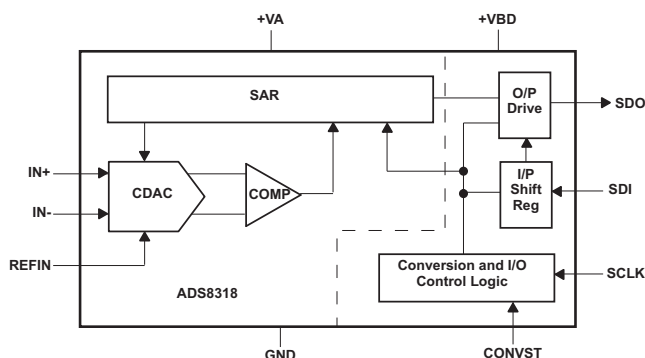 +VA
+VBD
SAR
O/P
Drive
SDO
IN+
IN-
CDAC
COMP
I/P
Shift
Reg
SDI
REFIN
ADS8318
Conversion and I/O
Control Logic
SCLK
GND
CONVST